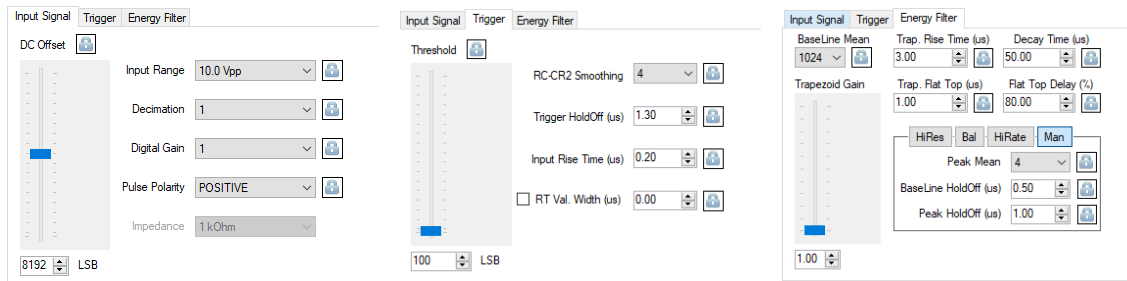 Input Signal Trigger Energy Filter
DC Offset
Input Range 10.0 Vpp
Decimation 1
Digital Gain 1
Pulse Polarity POSITIVE
Impedance 1 kOhm
8192 LSB
Input Signal Trigger Energy Filter
Threshold
RC-CR2 Smoothing 4
Trigger HoldOff (us) 1.30
Input Rise Time (us) 0.20
RT Val. Width (us) 0.00
100 LSB
Input Signal Trigger Energy Filter
BaseLine Mean Trap. Rise Time (us) Decay Time (us)
1024 3.00 50.00
Trapezoid Gain Trap. Flat Top (us) Flat Top Delay (%)
1.00 80.00
HiRes Bal HiRate Man
Peak Mean 4
BaseLine HoldOff (us) 0.50
Peak HoldOff (us) 1.00
1.00